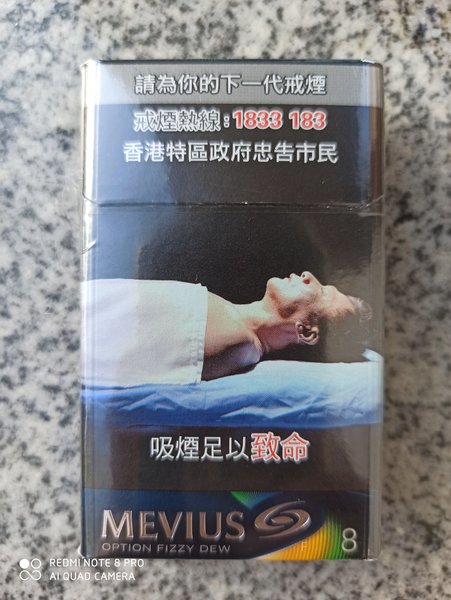 請為你的下一代戒煙
戒煙熱線:1833 183
香港特區政府忠告市民
吸煙足以致命
MEVIUS
OPTION FIZZY DEW
8
REDMI NOTE 8 PRO
AI QUAD CAMERA